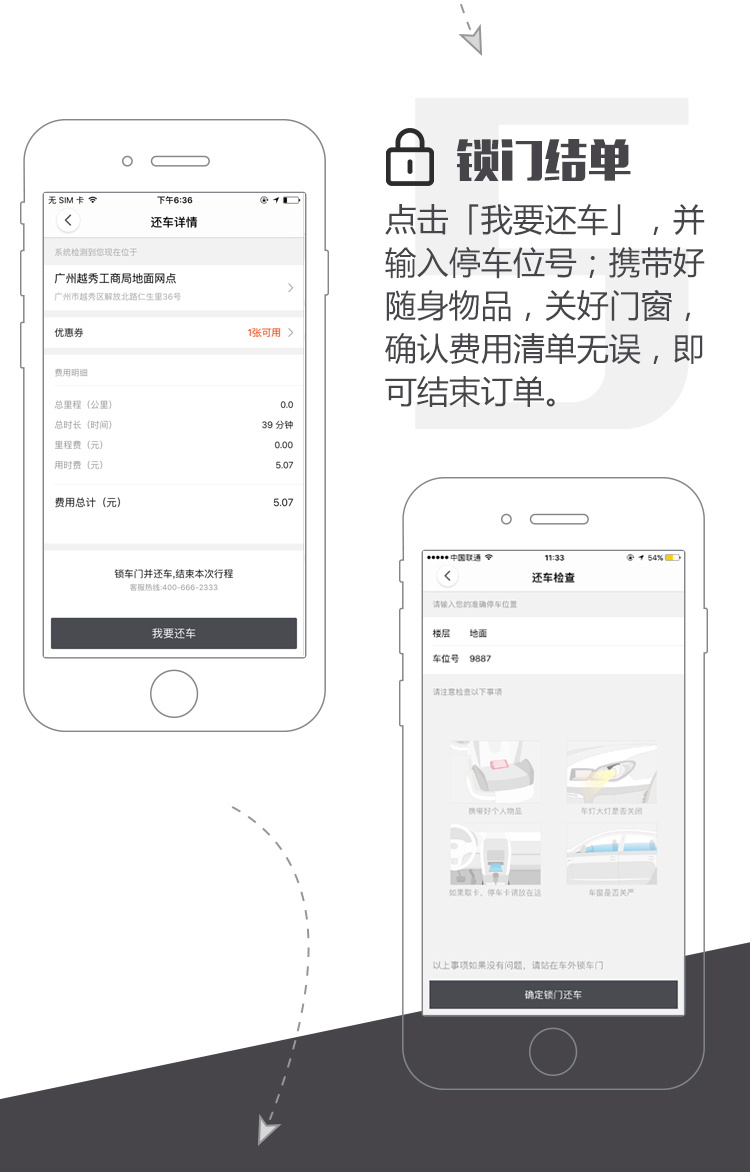 5
锁门结单
点击「我要还车」，并
输入停车位号；携带好
随身物品，关好门窗，
确认费用清单无误，即
可结束订单。
无 SIM 卡
下午6:36
还车详情
系统检测到您现在位于
广州越秀工商局地面网点
广州市越秀区解放北路仁生里36号
优惠券 1张可用
费用明细
总里程（公里） 0.0
总时长（时间） 39 分钟
里程费（元） 0.00
用时费（元） 5.07
费用总计（元） 5.07
锁车门并还车,结束本次行程
客服热线:400-666-2333
我要还车
中国联通 11:33 54%
还车检查
请输入您的准确停车位置
楼层 地面
车位号 9887
请注意检查以下事项
携带好个人物品
车灯大灯是否关闭
如果取卡、停车卡请放在这
车窗是否关严
以上事项如果没有问题，请站在车外锁车门
确定锁门还车